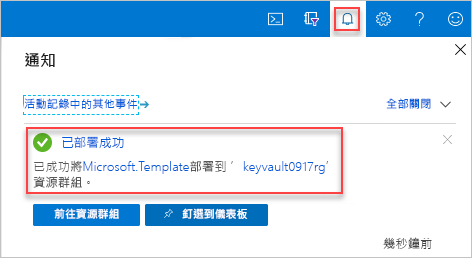 通知
活動記錄中的其他事件➔
全部關閉
已部署成功
已成功將Microsoft.Template部署到 ’keyvault0917rg’
資源群組。
前往資源群組
釘選到儀表板
幾秒鐘前